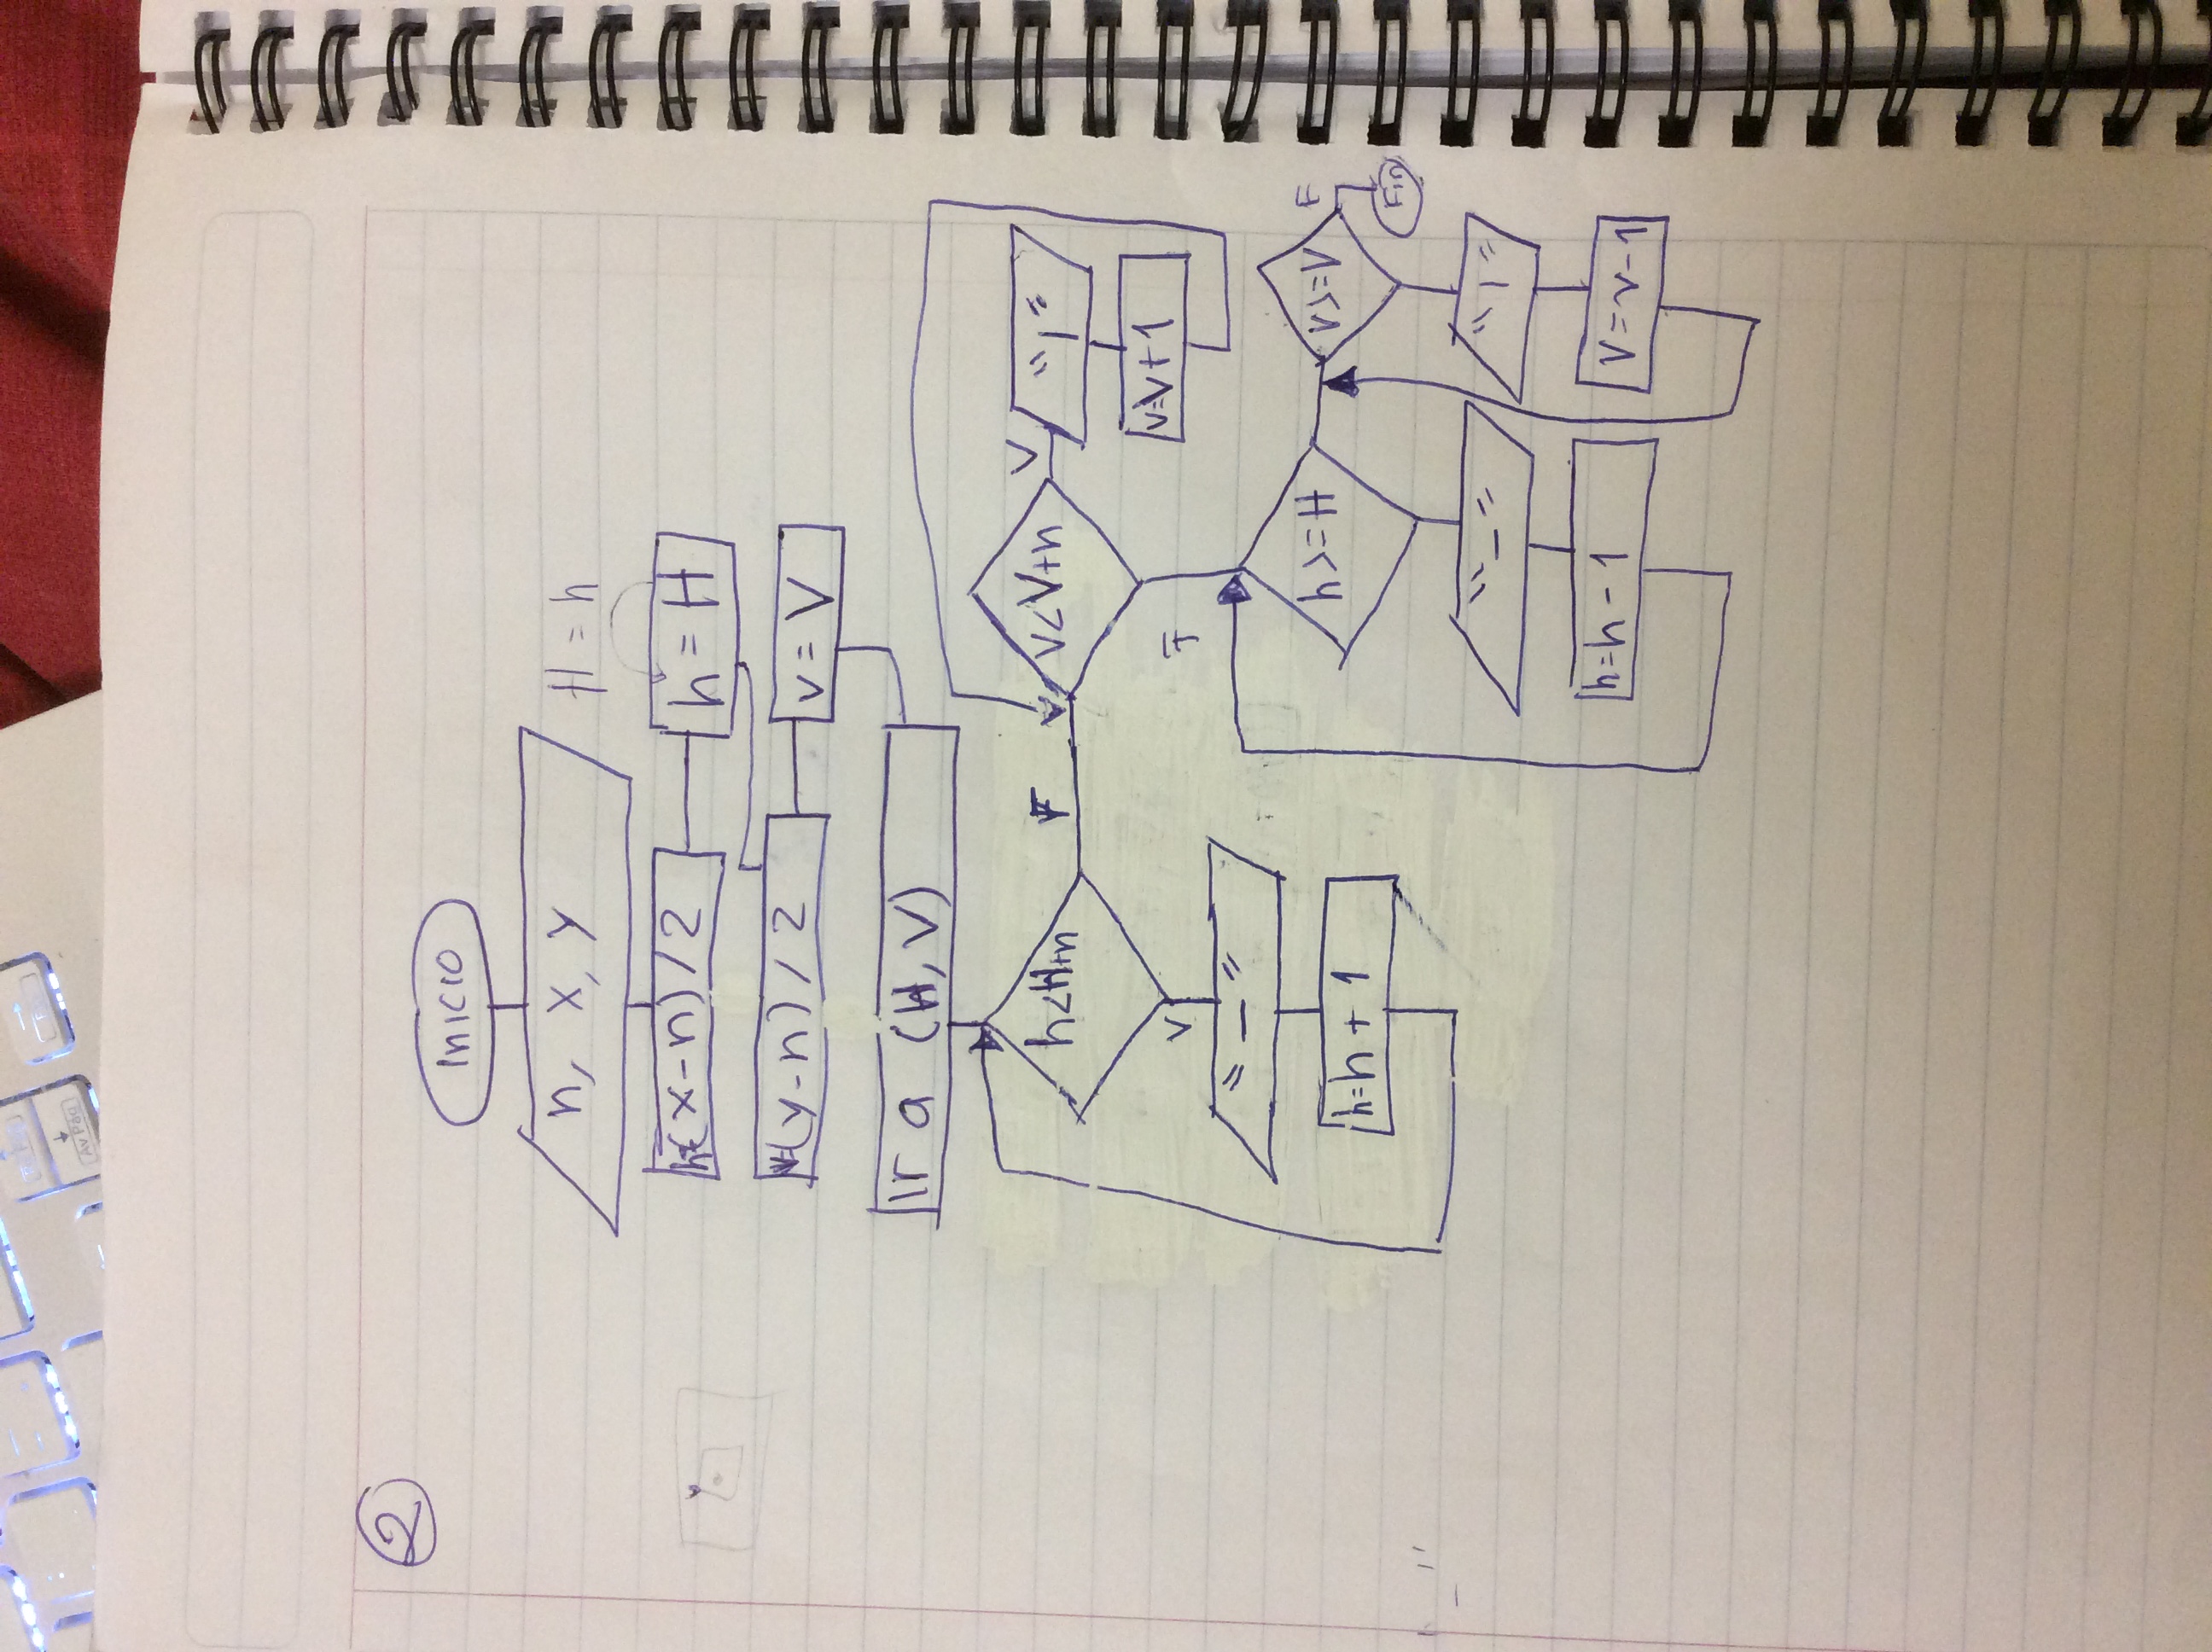 Av Pág
2
Inicio
n, x, y
H = h
h=(x-n)/2
h = H
v=(y-n)/2
v = V
Ir a (H, V)
h<H+n
F
v<V+n
V
"|"
v=v+1
V
"_"
h=h+1
F
h>=H
v>=V
F
Fin
"_"
"|"
h=h-1
v=v-1
"_"